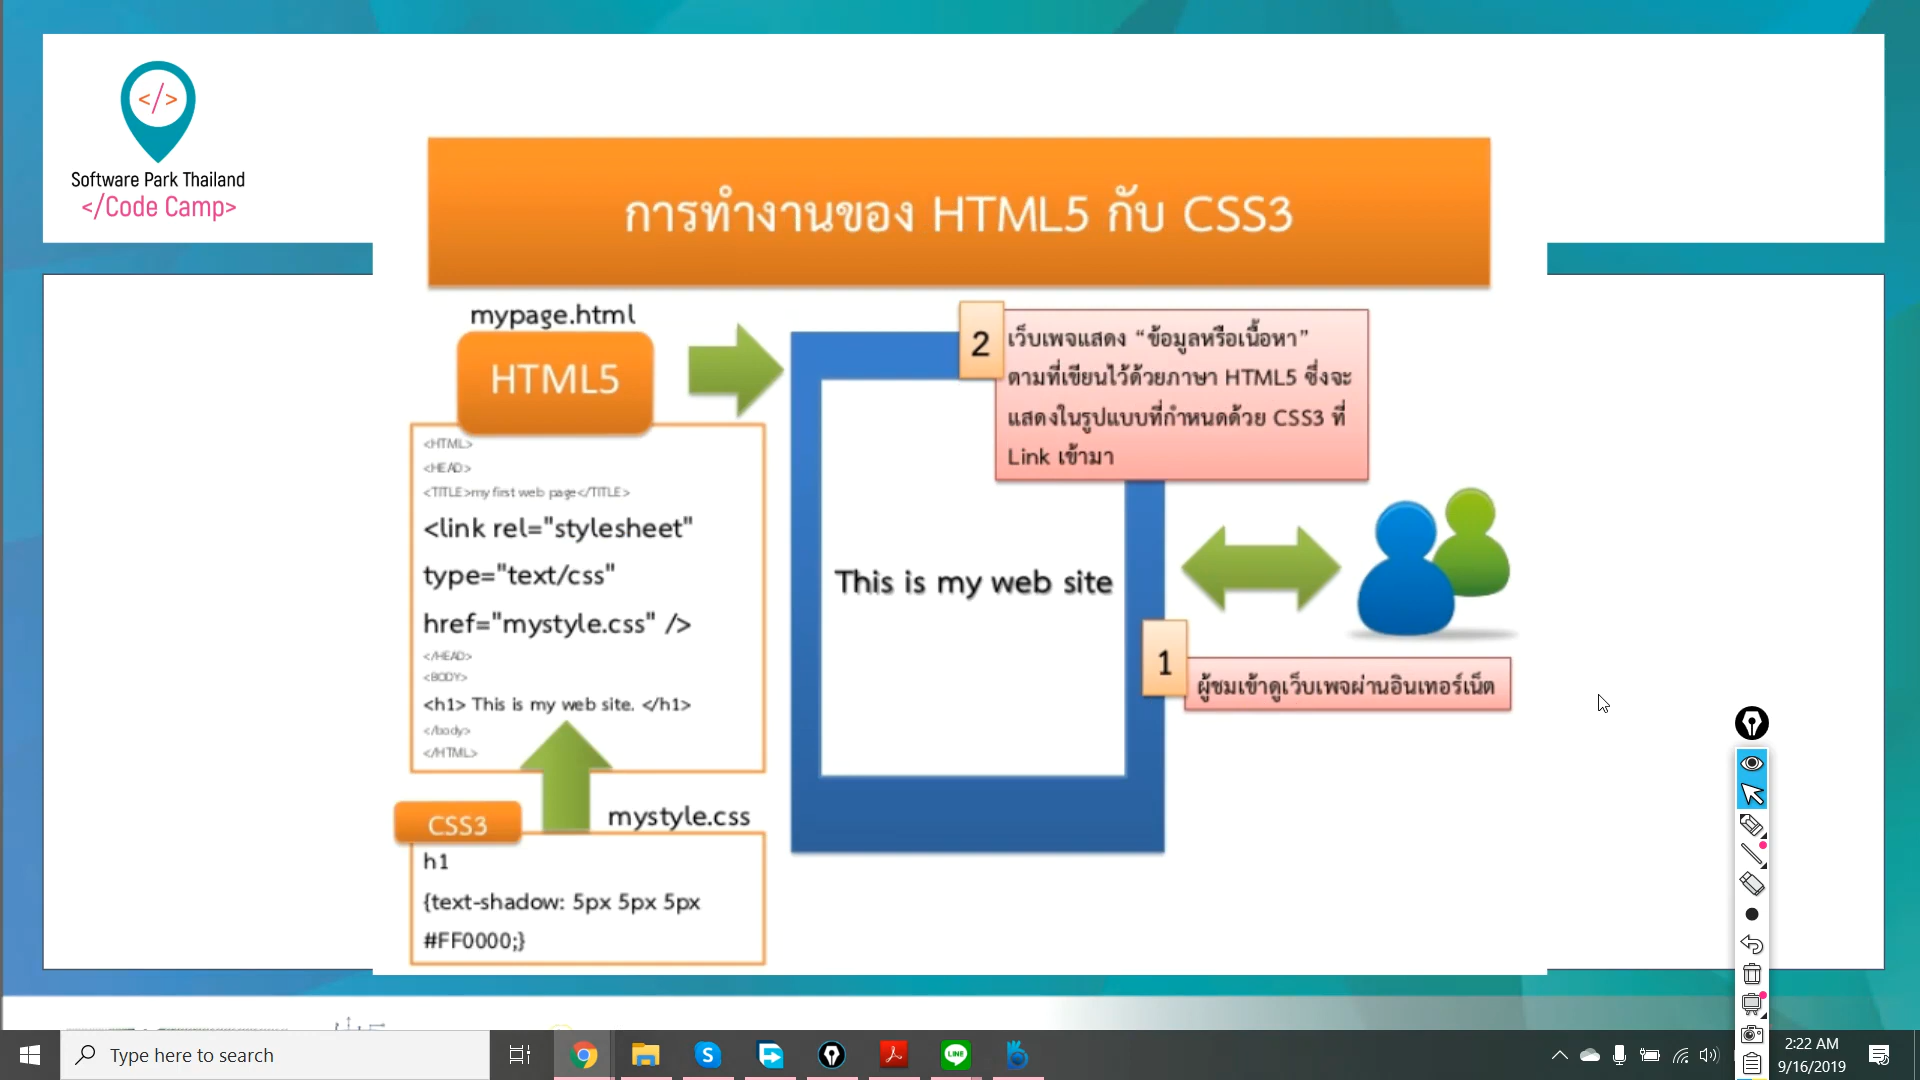 </>
Software Park Thailand
</Code Camp>
การทำงานของ HTML5 กับ CSS3
mypage.html
HTML5
<HTML>
<HEAD>
<TITLE>my first web page</TITLE>
<link rel="stylesheet"
type="text/css"
href="mystyle.css" />
</HEAD>
<BODY>
<h1> This is my web site. </h1>
</body>
</HTML>
CSS3
mystyle.css
h1
{text-shadow: 5px 5px 5px
#FF0000;}
2
เว็บเพจแสดง “ข้อมูลหรือเนื้อหา”
ตามที่เขียนไว้ด้วยภาษา HTML5 ซึ่งจะ
แสดงในรูปแบบที่กำหนดด้วย CSS3 ที่
Link เข้ามา
This is my web site
1
ผู้ชมเข้าดูเว็บเพจผ่านอินเทอร์เน็ต
Type here to search
LINE
2:22 AM
9/16/2019